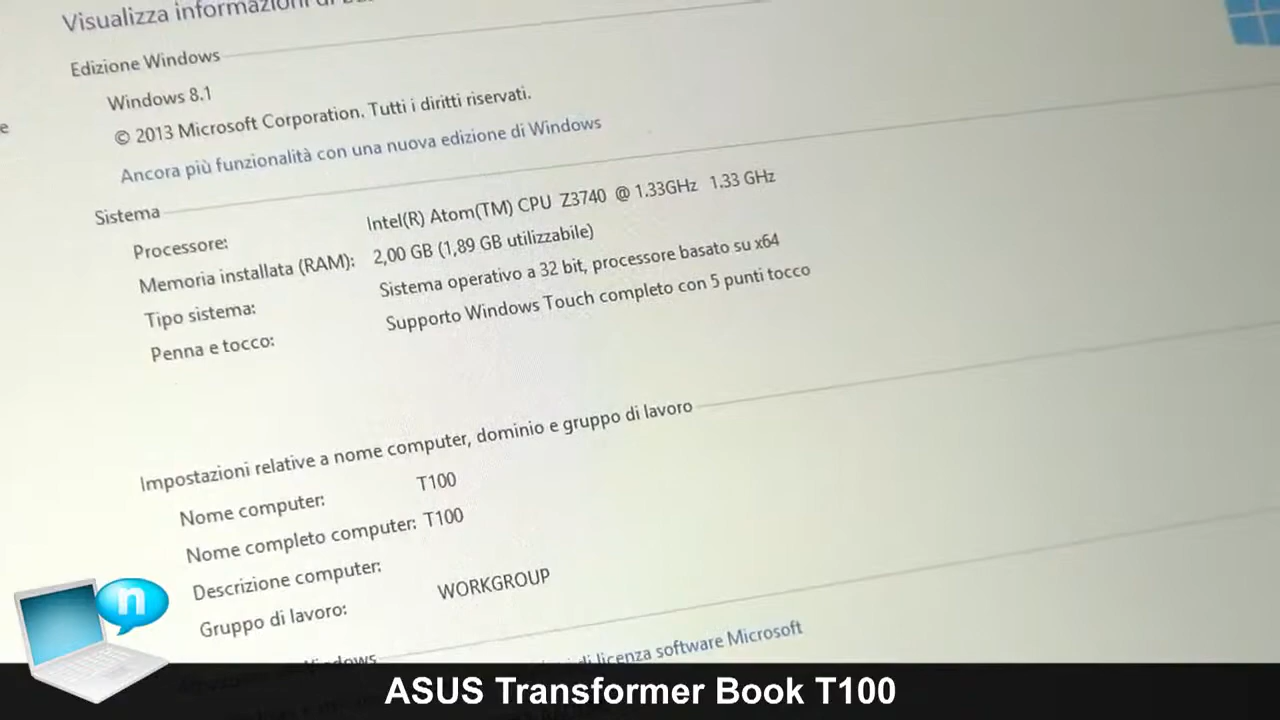 Visualizza informazioni di
Edizione Windows
Windows 8.1
© 2013 Microsoft Corporation. Tutti i diritti riservati.
Ancora più funzionalità con una nuova edizione di Windows
e
Sistema
Processore: Intel(R) Atom(TM) CPU Z3740 @ 1.33GHz 1.33 GHz
Memoria installata (RAM): 2,00 GB (1,89 GB utilizzabile)
Tipo sistema: Sistema operativo a 32 bit, processore basato su x64
Penna e tocco: Supporto Windows Touch completo con 5 punti tocco
Impostazioni relative a nome computer, dominio e gruppo di lavoro
Nome computer: T100
Nome completo computer: T100
Descrizione computer:
Gruppo di lavoro: WORKGROUP
Windows
di licenza software Microsoft
n
ASUS Transformer Book T100